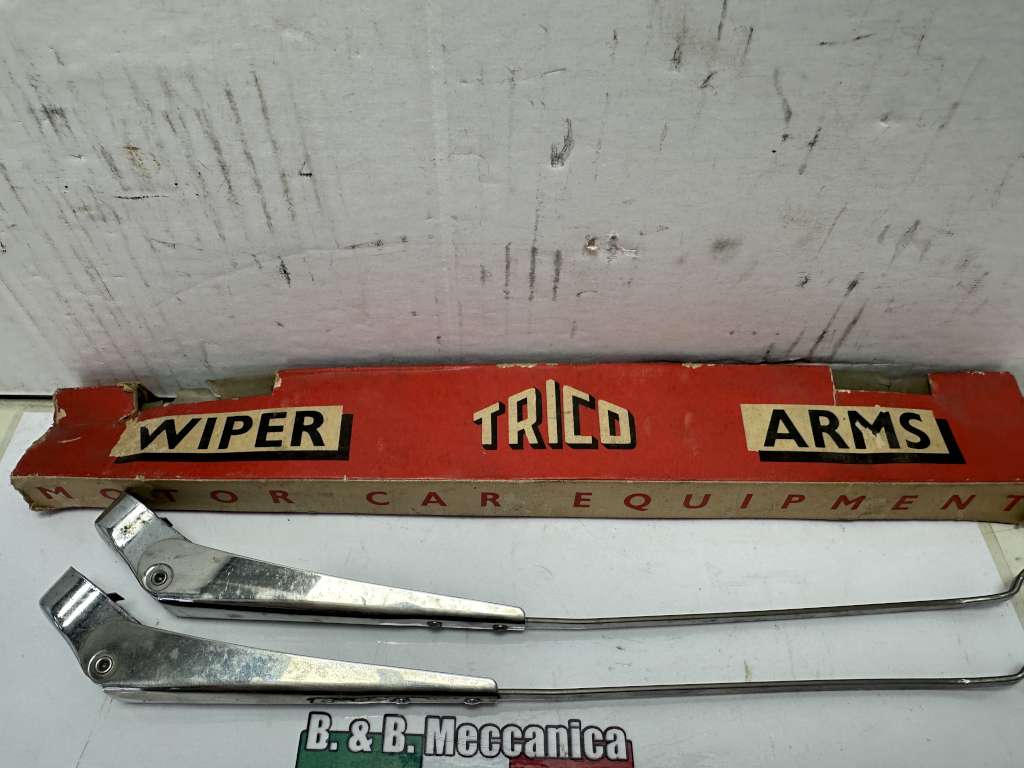 WIPER TRICO ARMS
MOTOR CAR EQUIPMENT
B. & B. Meccanica